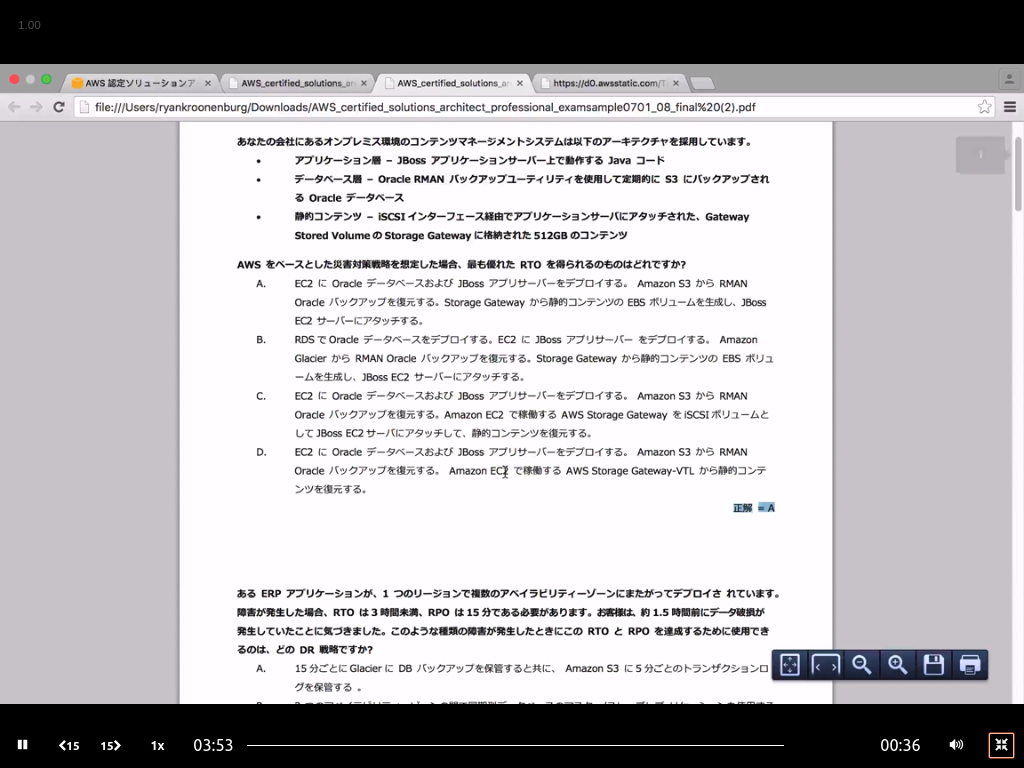 1.00
AWS 認定ソリューションア
AWS_certified_solutions_ar
AWS_certified_solutions_ar
https://d0.awsstatic.com/T
file:///Users/ryankroonenburg/Downloads/AWS_certified_solutions_architect_professional_examsample0701_08_final%20(2).pdf
1
あなたの会社にあるオンプレミス環境のコンテンツマネージメントシステムは以下のアーキテクチャを採用しています。
• アプリケーション層 – JBoss アプリケーションサーバー上で動作する Java コード
• データベース層 – Oracle RMAN バックアップユーティリティを使用して定期的に S3 にバックアップされ
る Oracle データベース
• 静的コンテンツ – iSCSI インターフェース経由でアプリケーションサーバにアタッチされた、Gateway
Stored Volume の Storage Gateway に格納された 512GB のコンテンツ
AWS をベースとした災害対策戦略を想定した場合、最も優れた RTO を得られるのものはどれですか?
A. EC2 に Oracle データベースおよび JBoss アプリサーバーをデプロイする。 Amazon S3 から RMAN
Oracle バックアップを復元する。Storage Gateway から静的コンテンツの EBS ボリュームを生成し、JBoss
EC2 サーバーにアタッチする。
B. RDS で Oracle データベースをデプロイする。EC2 に JBoss アプリサーバー をデプロイする。 Amazon
Glacier から RMAN Oracle バックアップを復元する。Storage Gateway から静的コンテンツの EBS ボリュ
ームを生成し、JBoss EC2 サーバーにアタッチする。
C. EC2 に Oracle データベースおよび JBoss アプリサーバーをデプロイする。 Amazon S3 から RMAN
Oracle バックアップを復元する。Amazon EC2 で稼働する AWS Storage Gateway を iSCSI ボリュームと
して JBoss EC2 サーバにアタッチして、静的コンテンツを復元する。
D. EC2 に Oracle データベースおよび JBoss アプリサーバーをデプロイする。 Amazon S3 から RMAN
Oracle バックアップを復元する。 Amazon EC2 で稼働する AWS Storage Gateway-VTL から静的コンテ
ンツを復元する。
正解 = A
ある ERP アプリケーションが、1 つのリージョンで複数のアベイラビリティーゾーンにまたがってデプロイさ れています。
障害が発生した場合、RTO は 3 時間未満、RPO は 15 分である必要があります。お客様は、約 1.5 時間前にデータ破損が
発生していたことに気づきました。このような種類の障害が発生したときにこの RTO と RPO を達成するために使用でき
るのは、どの DR 戦略ですか?
A. 15 分ごとに Glacier に DB バックアップを保管すると共に、 Amazon S3 に 5 分ごとのトランザクションロ
グを保管する 。
15
15
1x
03:53
00:36